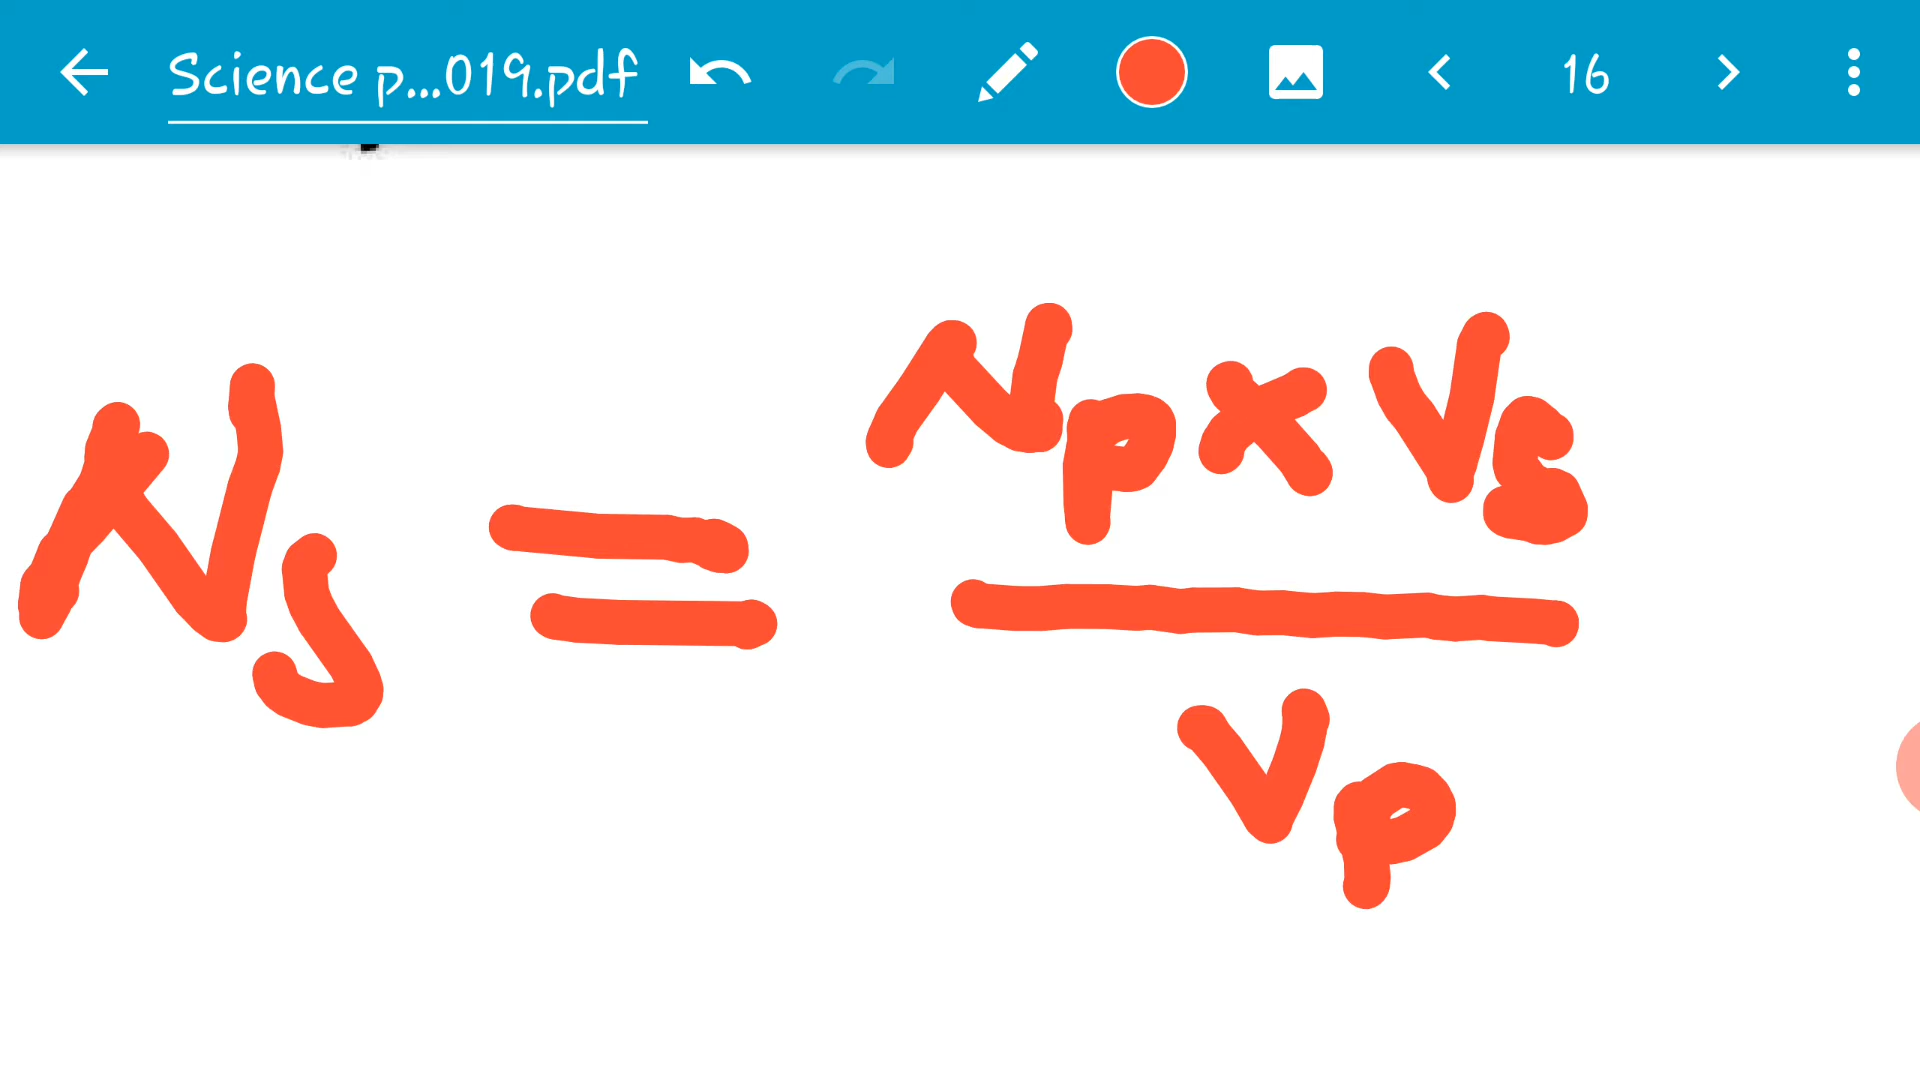 Science p...019.pdf 16
Ns = Np x Vs
Vp